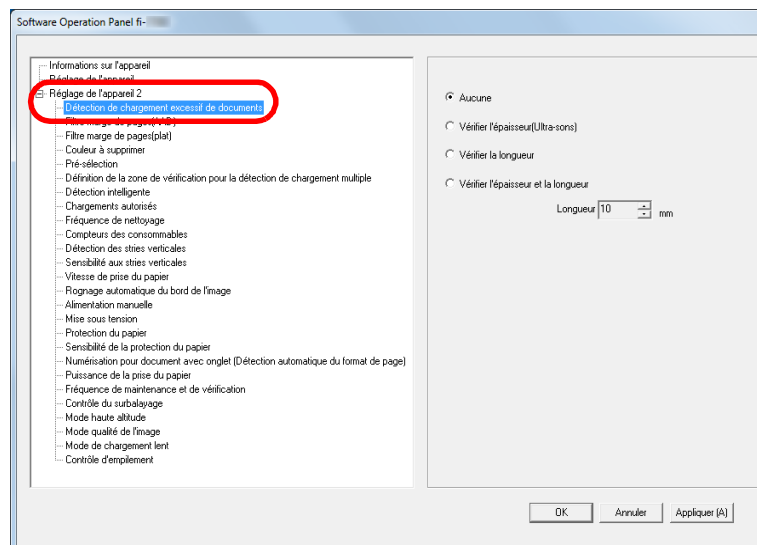 Software Operation Panel fi-
Informations sur l'appareil
Réglage de l'appareil
Réglage de l'appareil 2
Détection de chargement excessif de documents
Filtre marge de pages
Filtre marge de pages(plat)
Couleur à supprimer
Pré-sélection
Définition de la zone de vérification pour la détection de chargement multiple
Détection intelligente
Chargements autorisés
Fréquence de nettoyage
Compteurs des consommables
Détection des stries verticales
Sensibilité aux stries verticales
Vitesse de prise du papier
Rognage automatique du bord de l'image
Alimentation manuelle
Mise sous tension
Protection du papier
Sensibilité de la protection du papier
Numérisation pour document avec onglet (Détection automatique du format de page)
Puissance de la prise du papier
Fréquence de maintenance et de vérification
Contrôle du surbalayage
Mode haute altitude
Mode qualité de l'image
Mode de chargement lent
Contrôle d'empilement
Aucune
Vérifier l'épaisseur(Ultra-sons)
Vérifier la longueur
Vérifier l'épaisseur et la longueur
Longueur 10 mm
OK Annuler Appliquer (A)